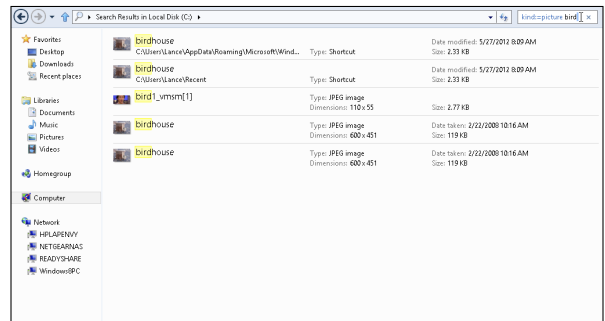 Search Results in Local Disk (C:)
kind:=picture bird
Favorites
Desktop
Downloads
Recent places
Libraries
Documents
Music
Pictures
Videos
Homegroup
Computer
Network
HPLAPENVY
NETGEARNAS
READYSHARE
Windows8PC
birdhouse
C:\Users\Lance\AppData\Roaming\Microsoft\Wind... Type: Shortcut
Date modified: 5/27/2012 8:09 AM
Size: 2.33 KB
birdhouse
C:\Users\Lance\Recent Type: Shortcut
Date modified: 5/27/2012 8:09 AM
Size: 2.33 KB
bird1_vmsm[1]
Type: JPEG image
Dimensions: 110 x 55
Size: 2.77 KB
birdhouse
Type: JPEG image
Dimensions: 600 x 451
Date taken: 2/22/2008 10:16 AM
Size: 119 KB
birdhouse
Type: JPEG image
Dimensions: 600 x 451
Date taken: 2/22/2008 10:16 AM
Size: 119 KB